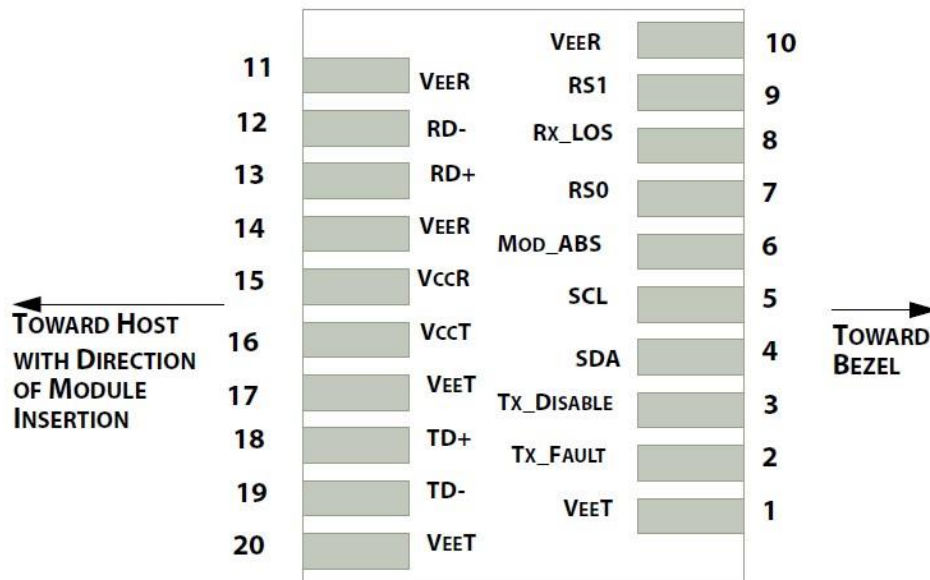 VEER 10
11 VEER
RS1 9
12 RD-
RX_LOS 8
13 RD+
RS0 7
14 VEER
MOD_ABS 6
15 VCCR
SCL 5
TOWARD HOST
WITH DIRECTION
OF MODULE
INSERTION
TOWARD
BEZEL
16 VCCT
SDA 4
17 VEET
TX_DISABLE 3
18 TD+
TX_FAULT 2
19 TD-
VEET 1
20 VEET